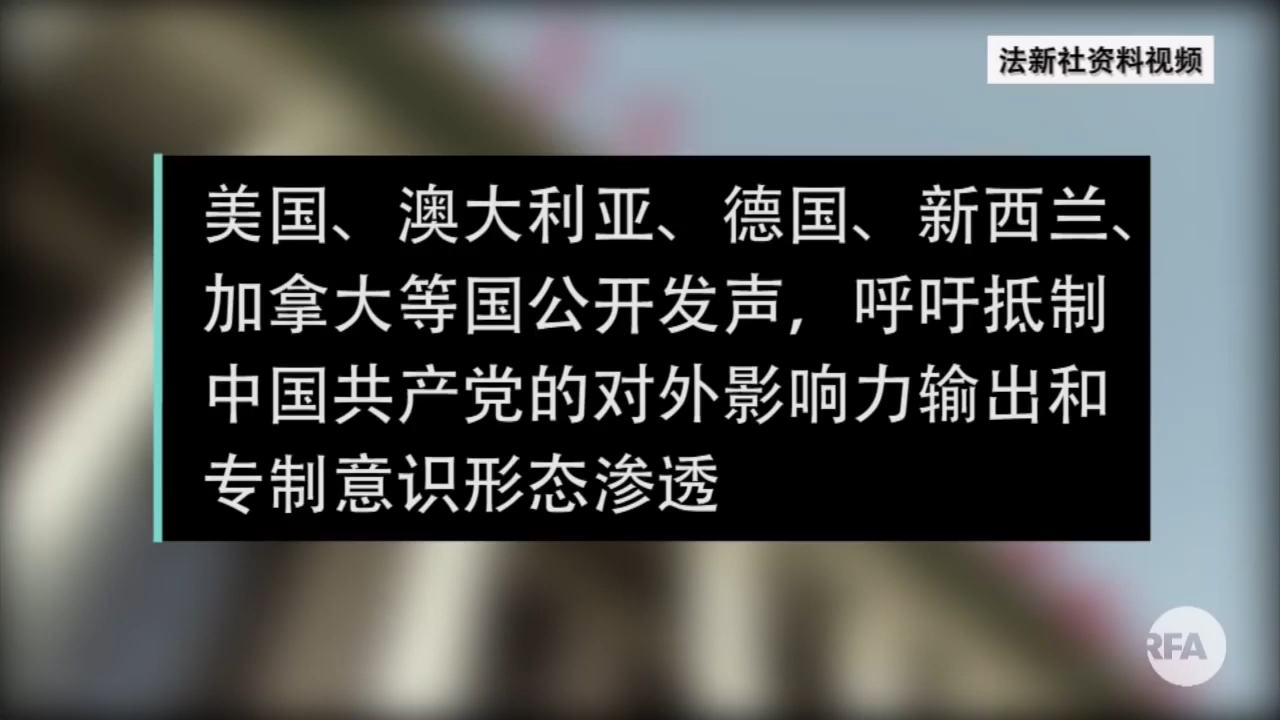 法新社资料视频
美国、澳大利亚、德国、新西兰、
加拿大等国公开发声，呼吁抵制
中国共产党的对外影响力输出和
专制意识形态渗透
RFA